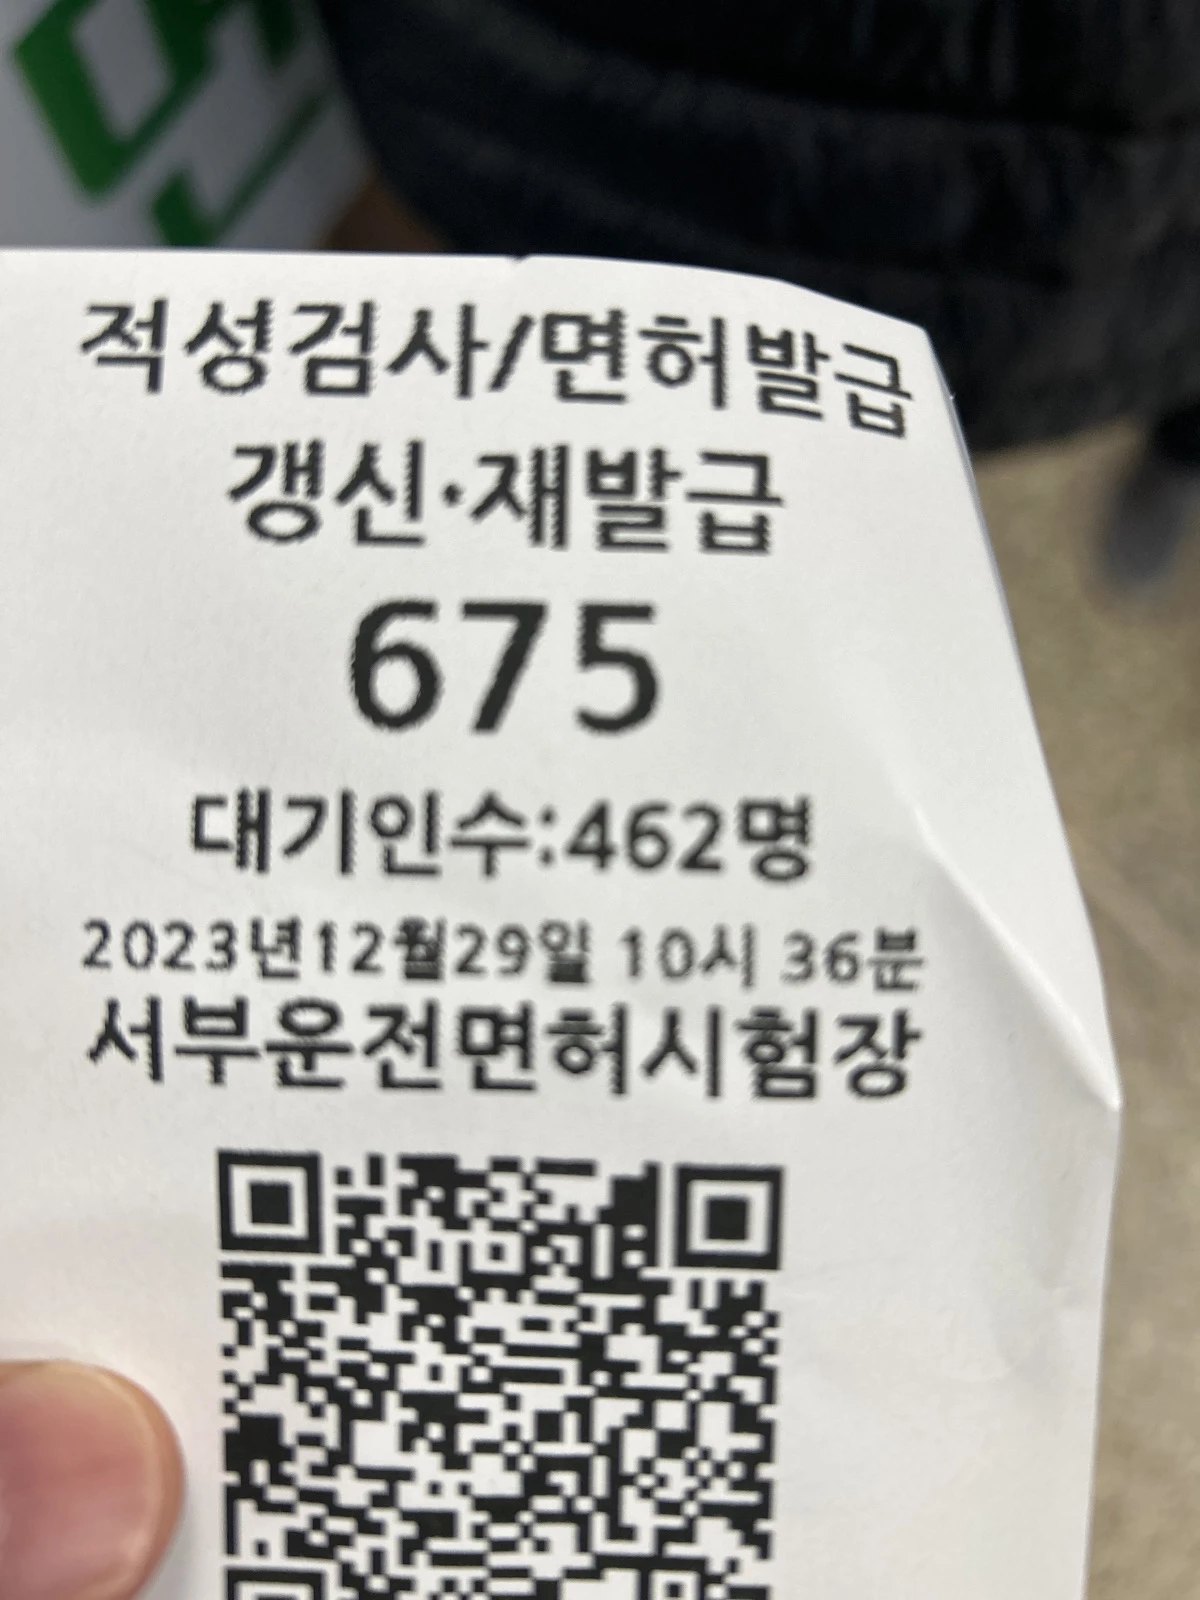 적성검사/면허발급
갱신·재발급
675
대기인수:462명
2023년12월29일 10시 36분
서부운전면허시험장